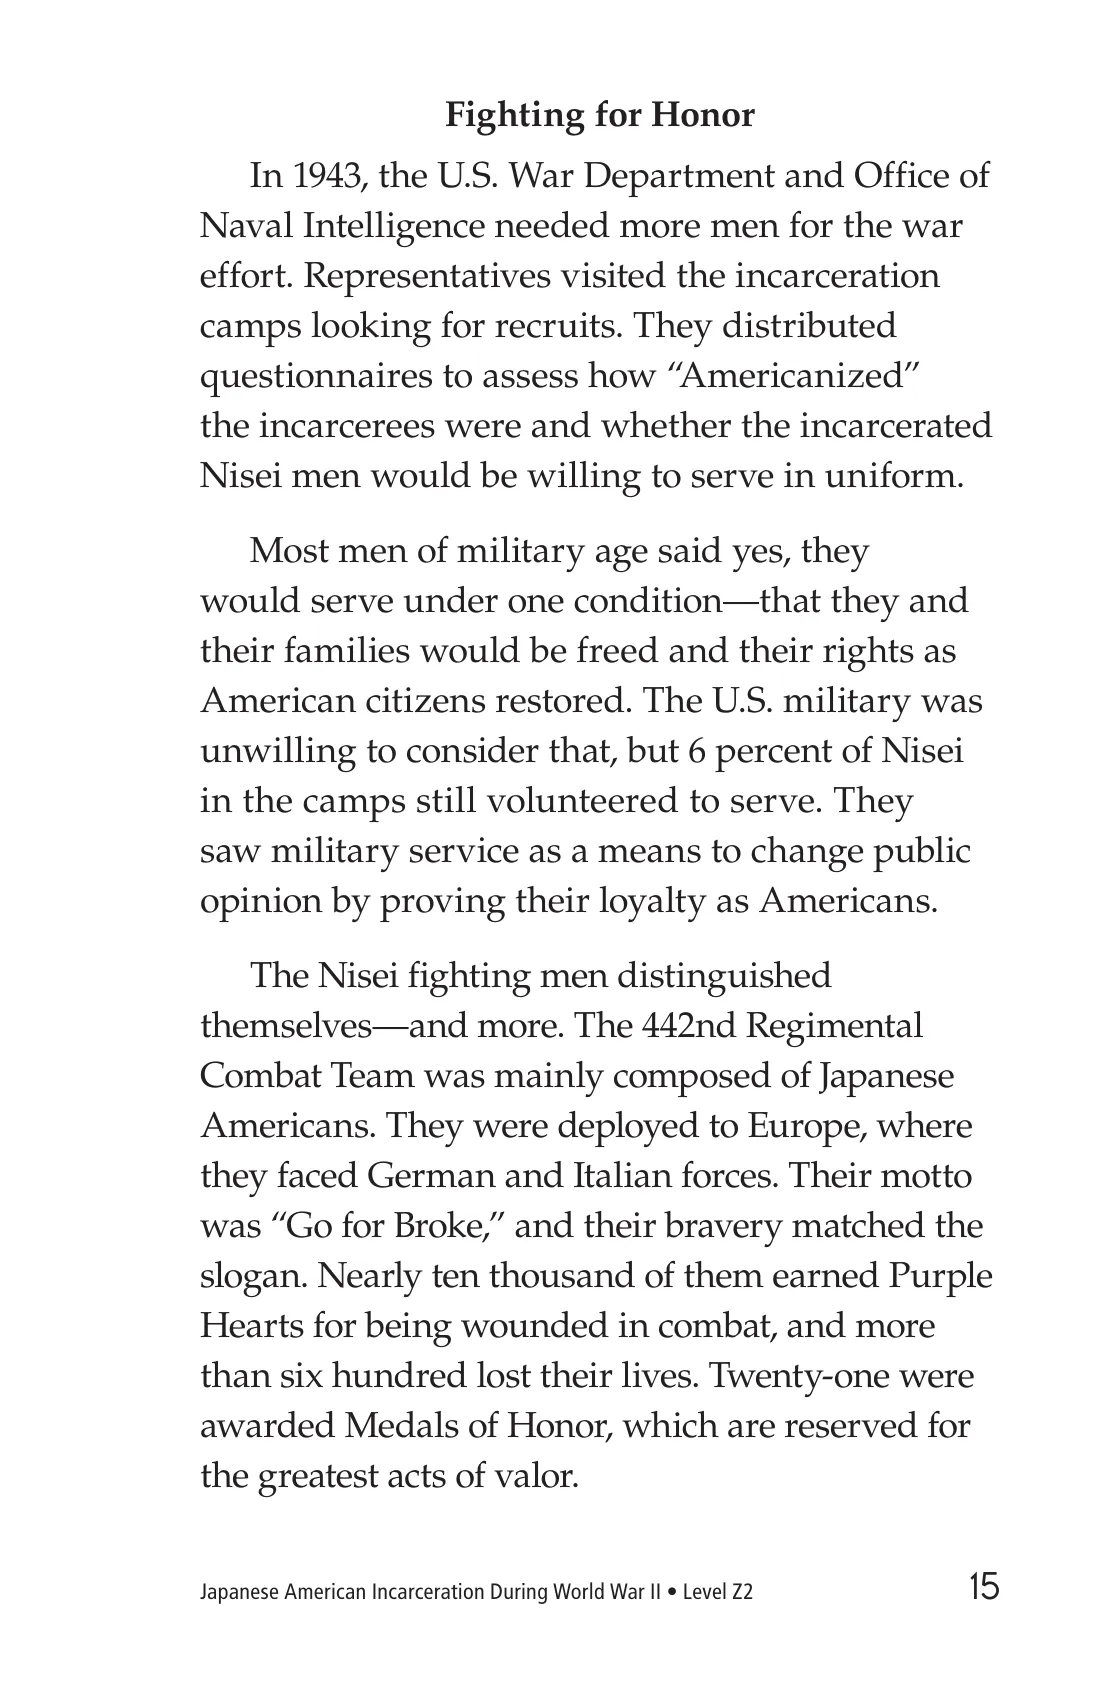 Fighting for Honor
In 1943, the U.S. War Department and Office of
Naval Intelligence needed more men for the war
effort. Representatives visited the incarceration
camps looking for recruits. They distributed
questionnaires to assess how “Americanized”
the incarcerees were and whether the incarcerated
Nisei men would be willing to serve in uniform.
Most men of military age said yes, they
would serve under one condition—that they and
their families would be freed and their rights as
American citizens restored. The U.S. military was
unwilling to consider that, but 6 percent of Nisei
in the camps still volunteered to serve. They
saw military service as a means to change public
opinion by proving their loyalty as Americans.
The Nisei fighting men distinguished
themselves—and more. The 442nd Regimental
Combat Team was mainly composed of Japanese
Americans. They were deployed to Europe, where
they faced German and Italian forces. Their motto
was “Go for Broke,” and their bravery matched the
slogan. Nearly ten thousand of them earned Purple
Hearts for being wounded in combat, and more
than six hundred lost their lives. Twenty-one were
awarded Medals of Honor, which are reserved for
the greatest acts of valor.
Japanese American Incarceration During World War II • Level Z2 15